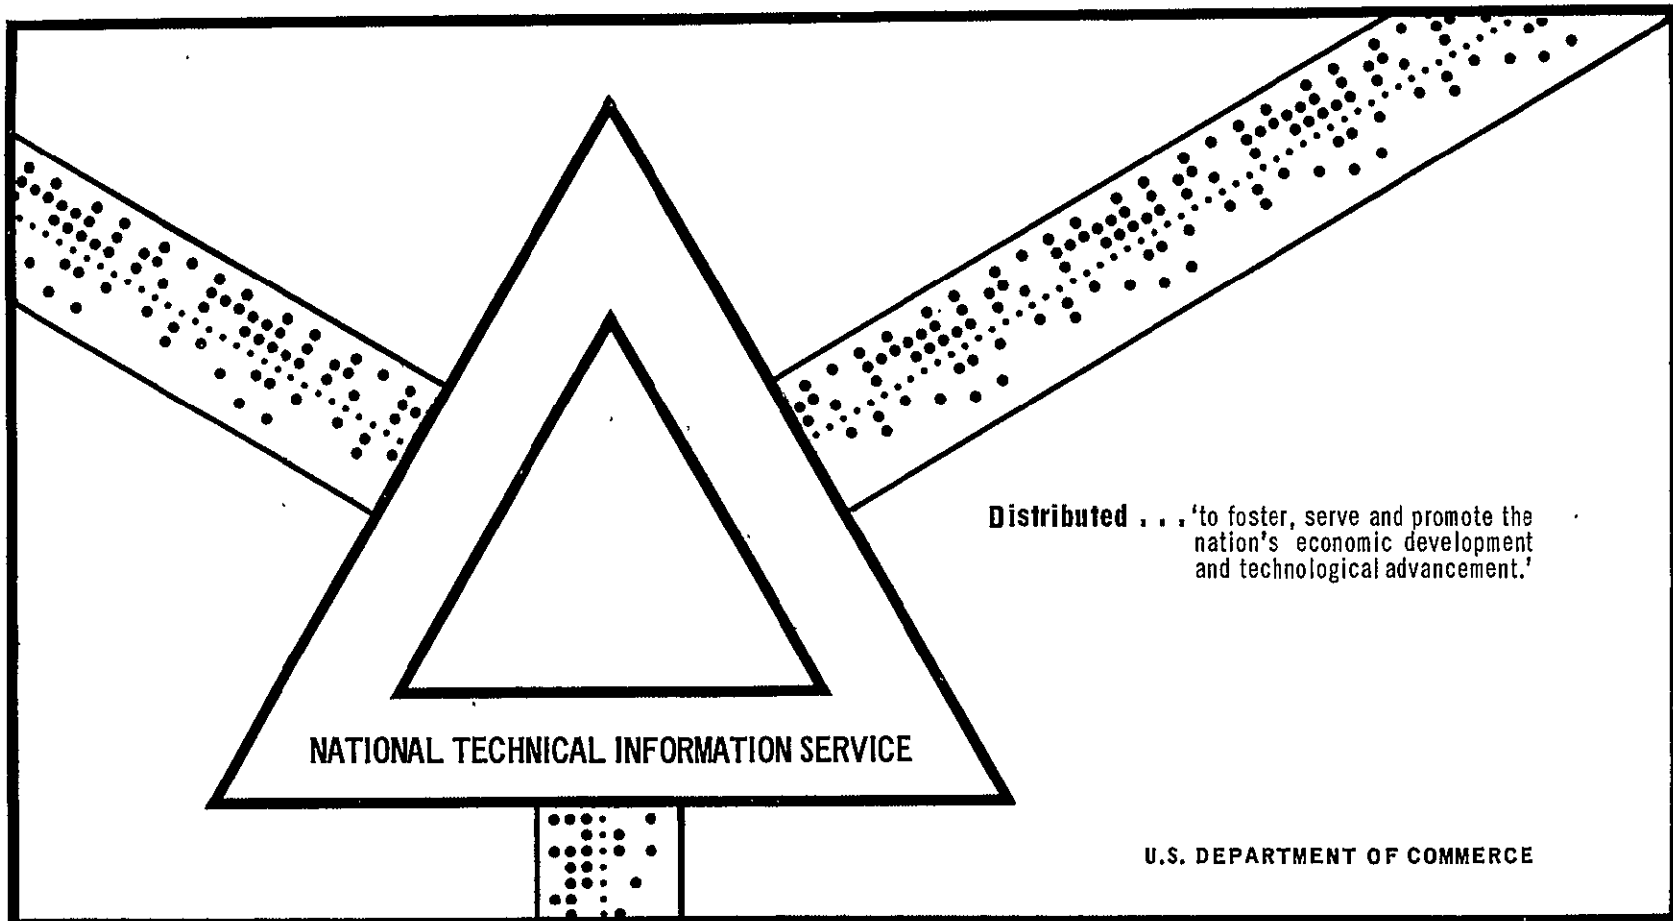 Distributed . . . 'to foster, serve and promote the
nation's economic development
and technological advancement.'
NATIONAL TECHNICAL INFORMATION SERVICE
U.S. DEPARTMENT OF COMMERCE